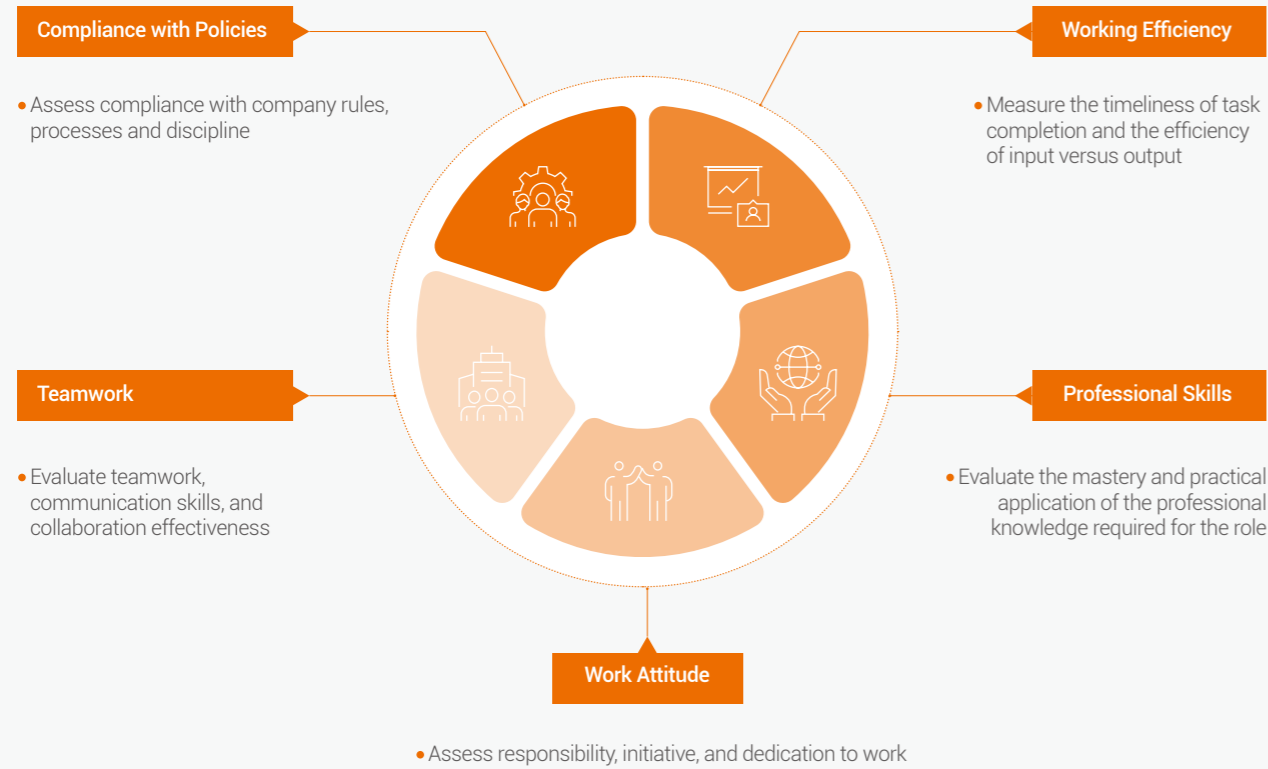 Compliance with Policies
• Assess compliance with company rules,
processes and discipline
Working Efficiency
• Measure the timeliness of task
completion and the efficiency
of input versus output
Teamwork
• Evaluate teamwork,
communication skills, and
collaboration effectiveness
Professional Skills
• Evaluate the mastery and practical
application of the professional
knowledge required for the role
Work Attitude
• Assess responsibility, initiative, and dedication to work